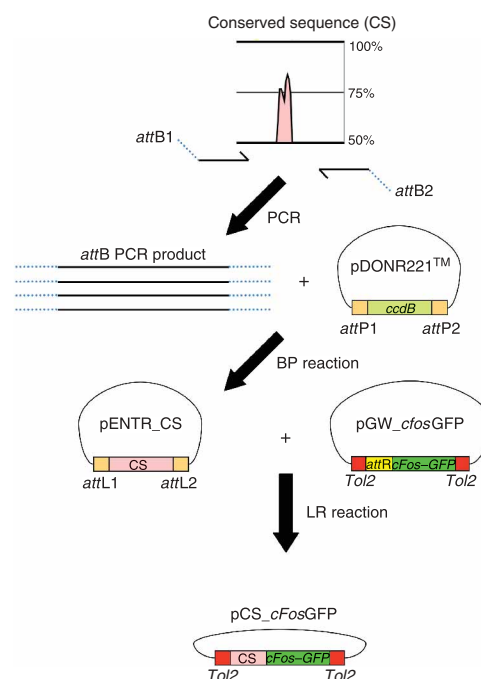 Conserved sequence (CS)
100%
75%
50%
attB1
attB2
PCR
attB PCR product
+
pDONR221™
ccdB
attP1 attP2
BP reaction
pENTR_CS
+
pGW_cfosGFP
CS
attL1 attL2
attR cFos–GFP
Tol2 Tol2
LR reaction
pCS_cFosGFP
CS cFos–GFP
Tol2 Tol2